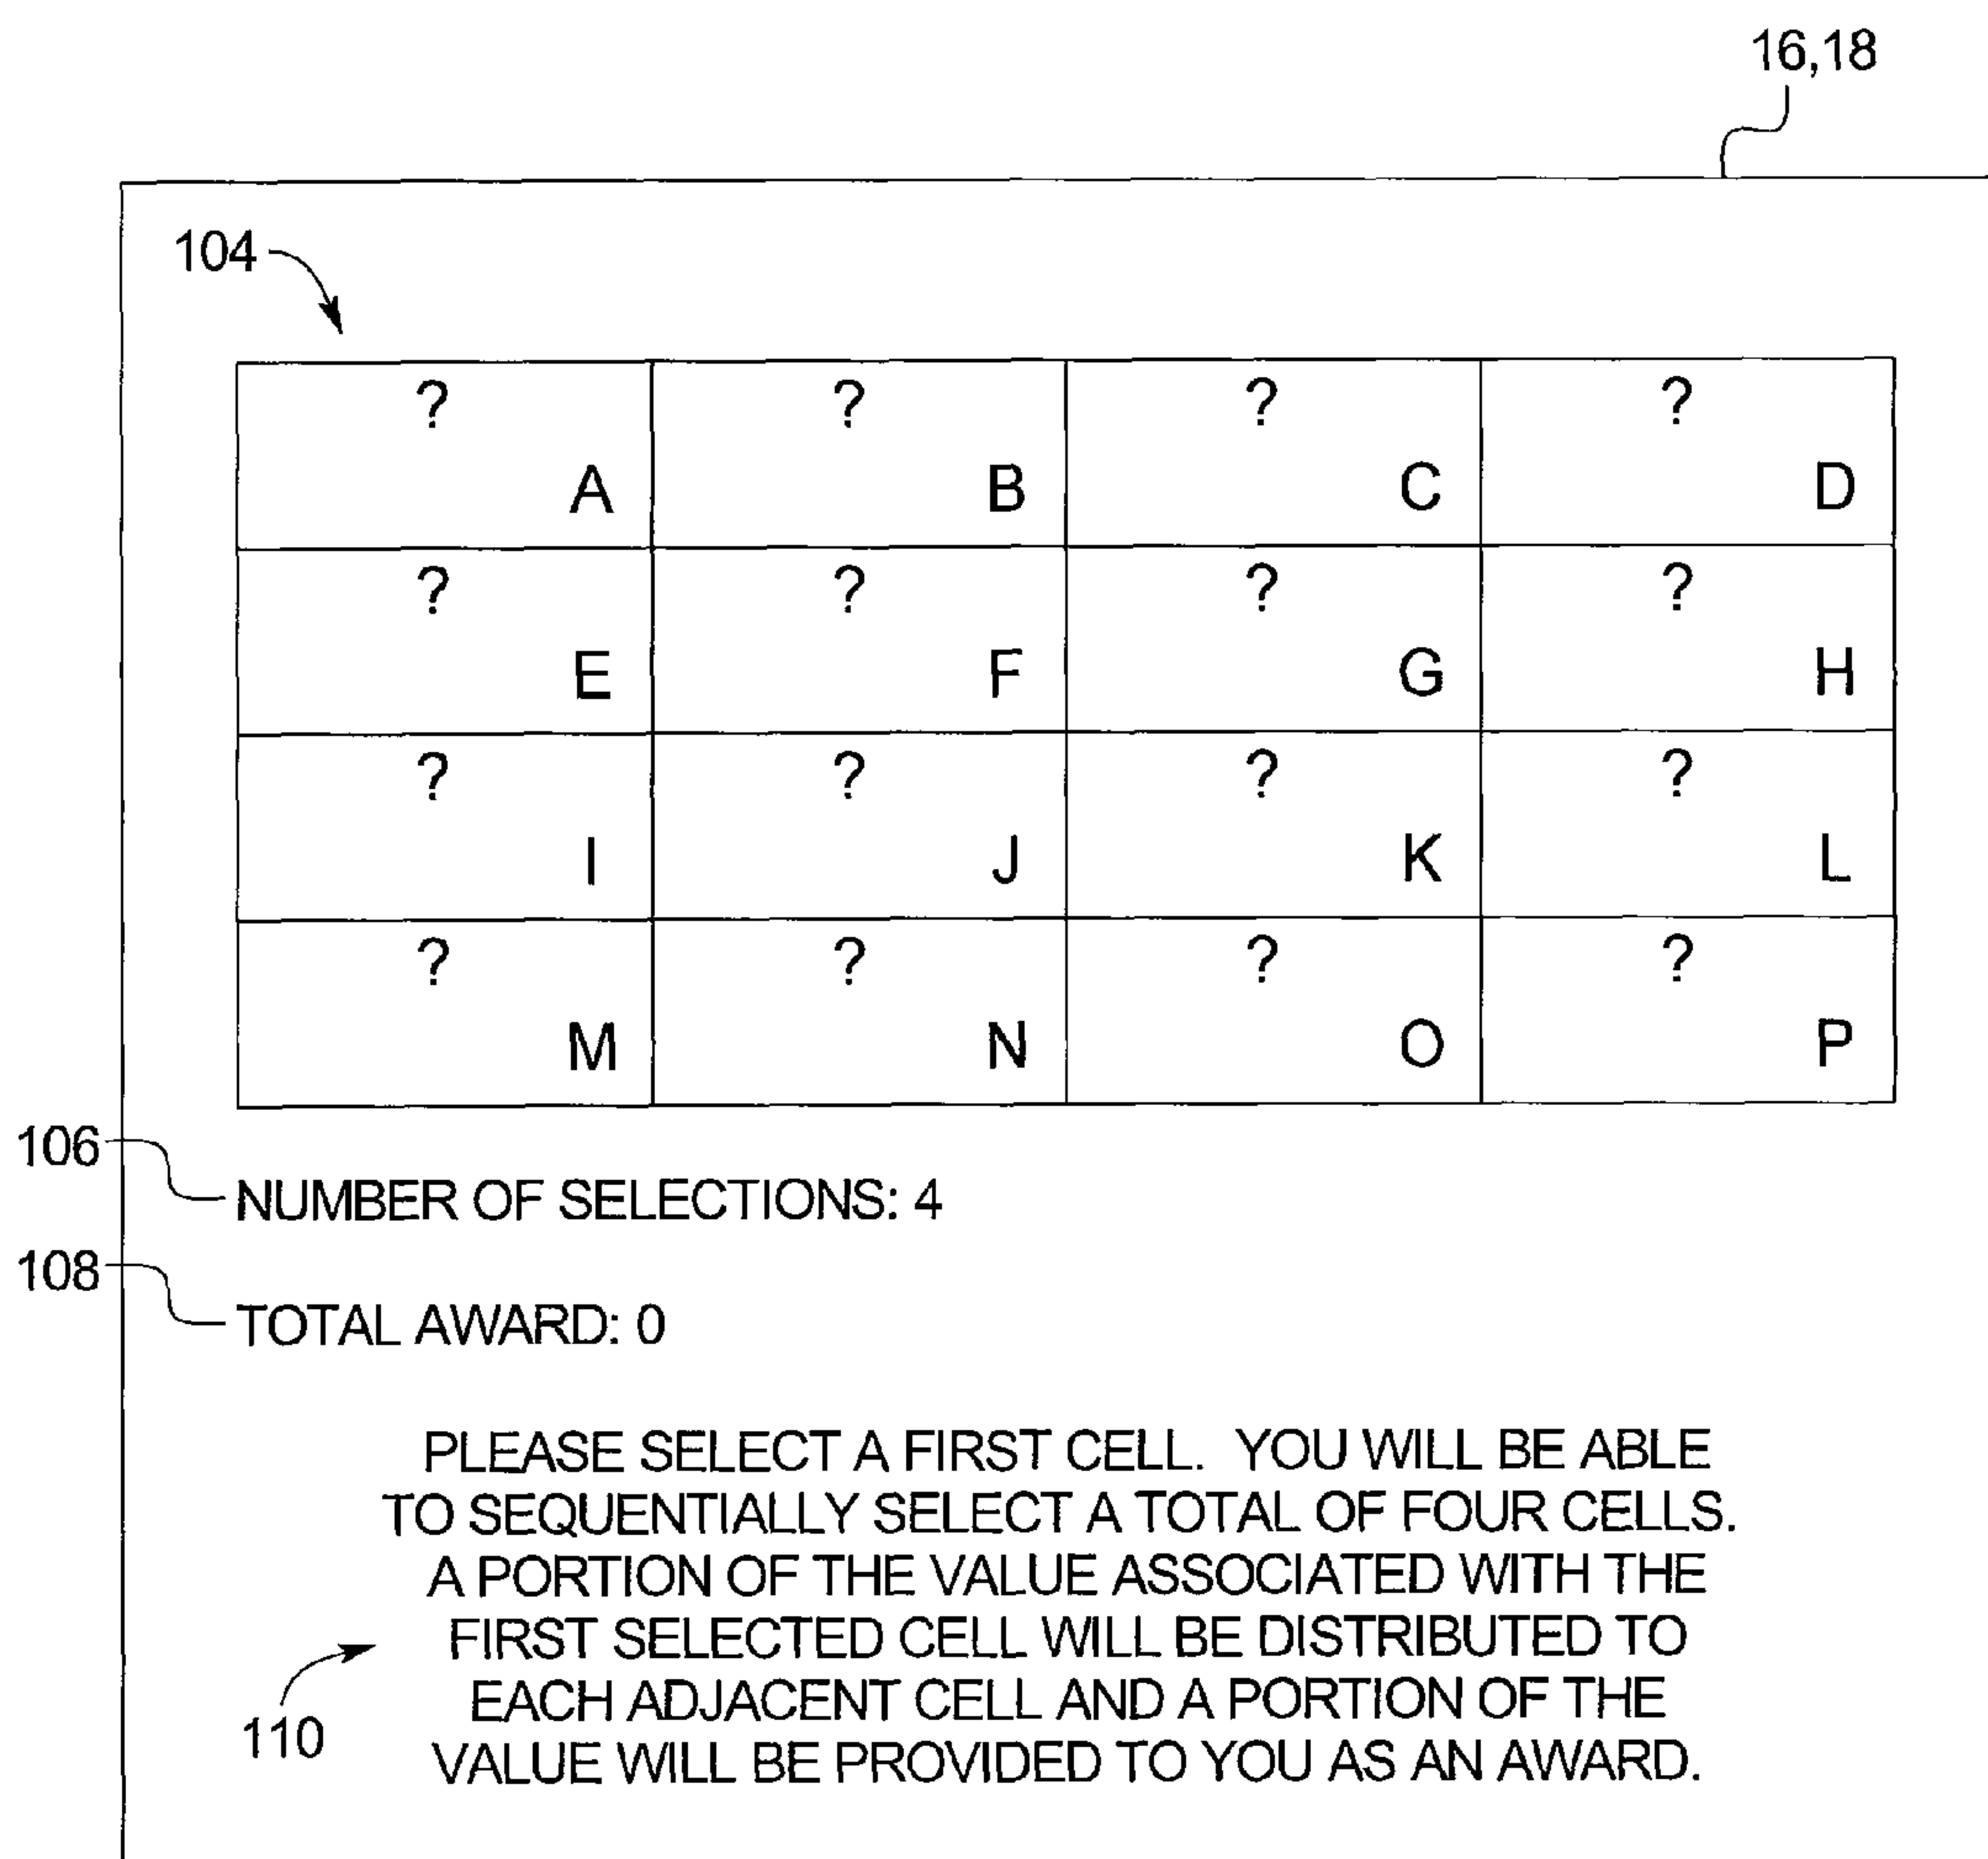 16,18
104
? ? ? ?
A B C D
? ? ? ?
E F G H
? ? ? ?
I J K L
? ? ? ?
M N O P
106
NUMBER OF SELECTIONS: 4
108
TOTAL AWARD: 0
PLEASE SELECT A FIRST CELL. YOU WILL BE ABLE
TO SEQUENTIALLY SELECT A TOTAL OF FOUR CELLS.
A PORTION OF THE VALUE ASSOCIATED WITH THE
FIRST SELECTED CELL WILL BE DISTRIBUTED TO
EACH ADJACENT CELL AND A PORTION OF THE
VALUE WILL BE PROVIDED TO YOU AS AN AWARD.
110